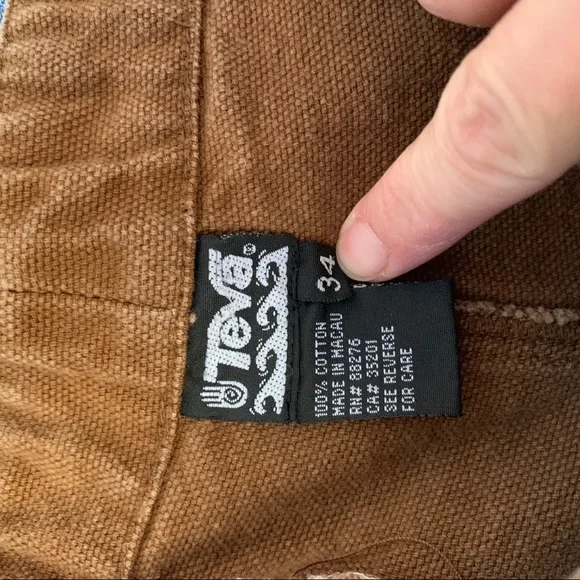 Teva®
34
100% COTTON
MADE IN MACAU
RN# 88276
CA# 35201
SEE REVERSE
FOR CARE